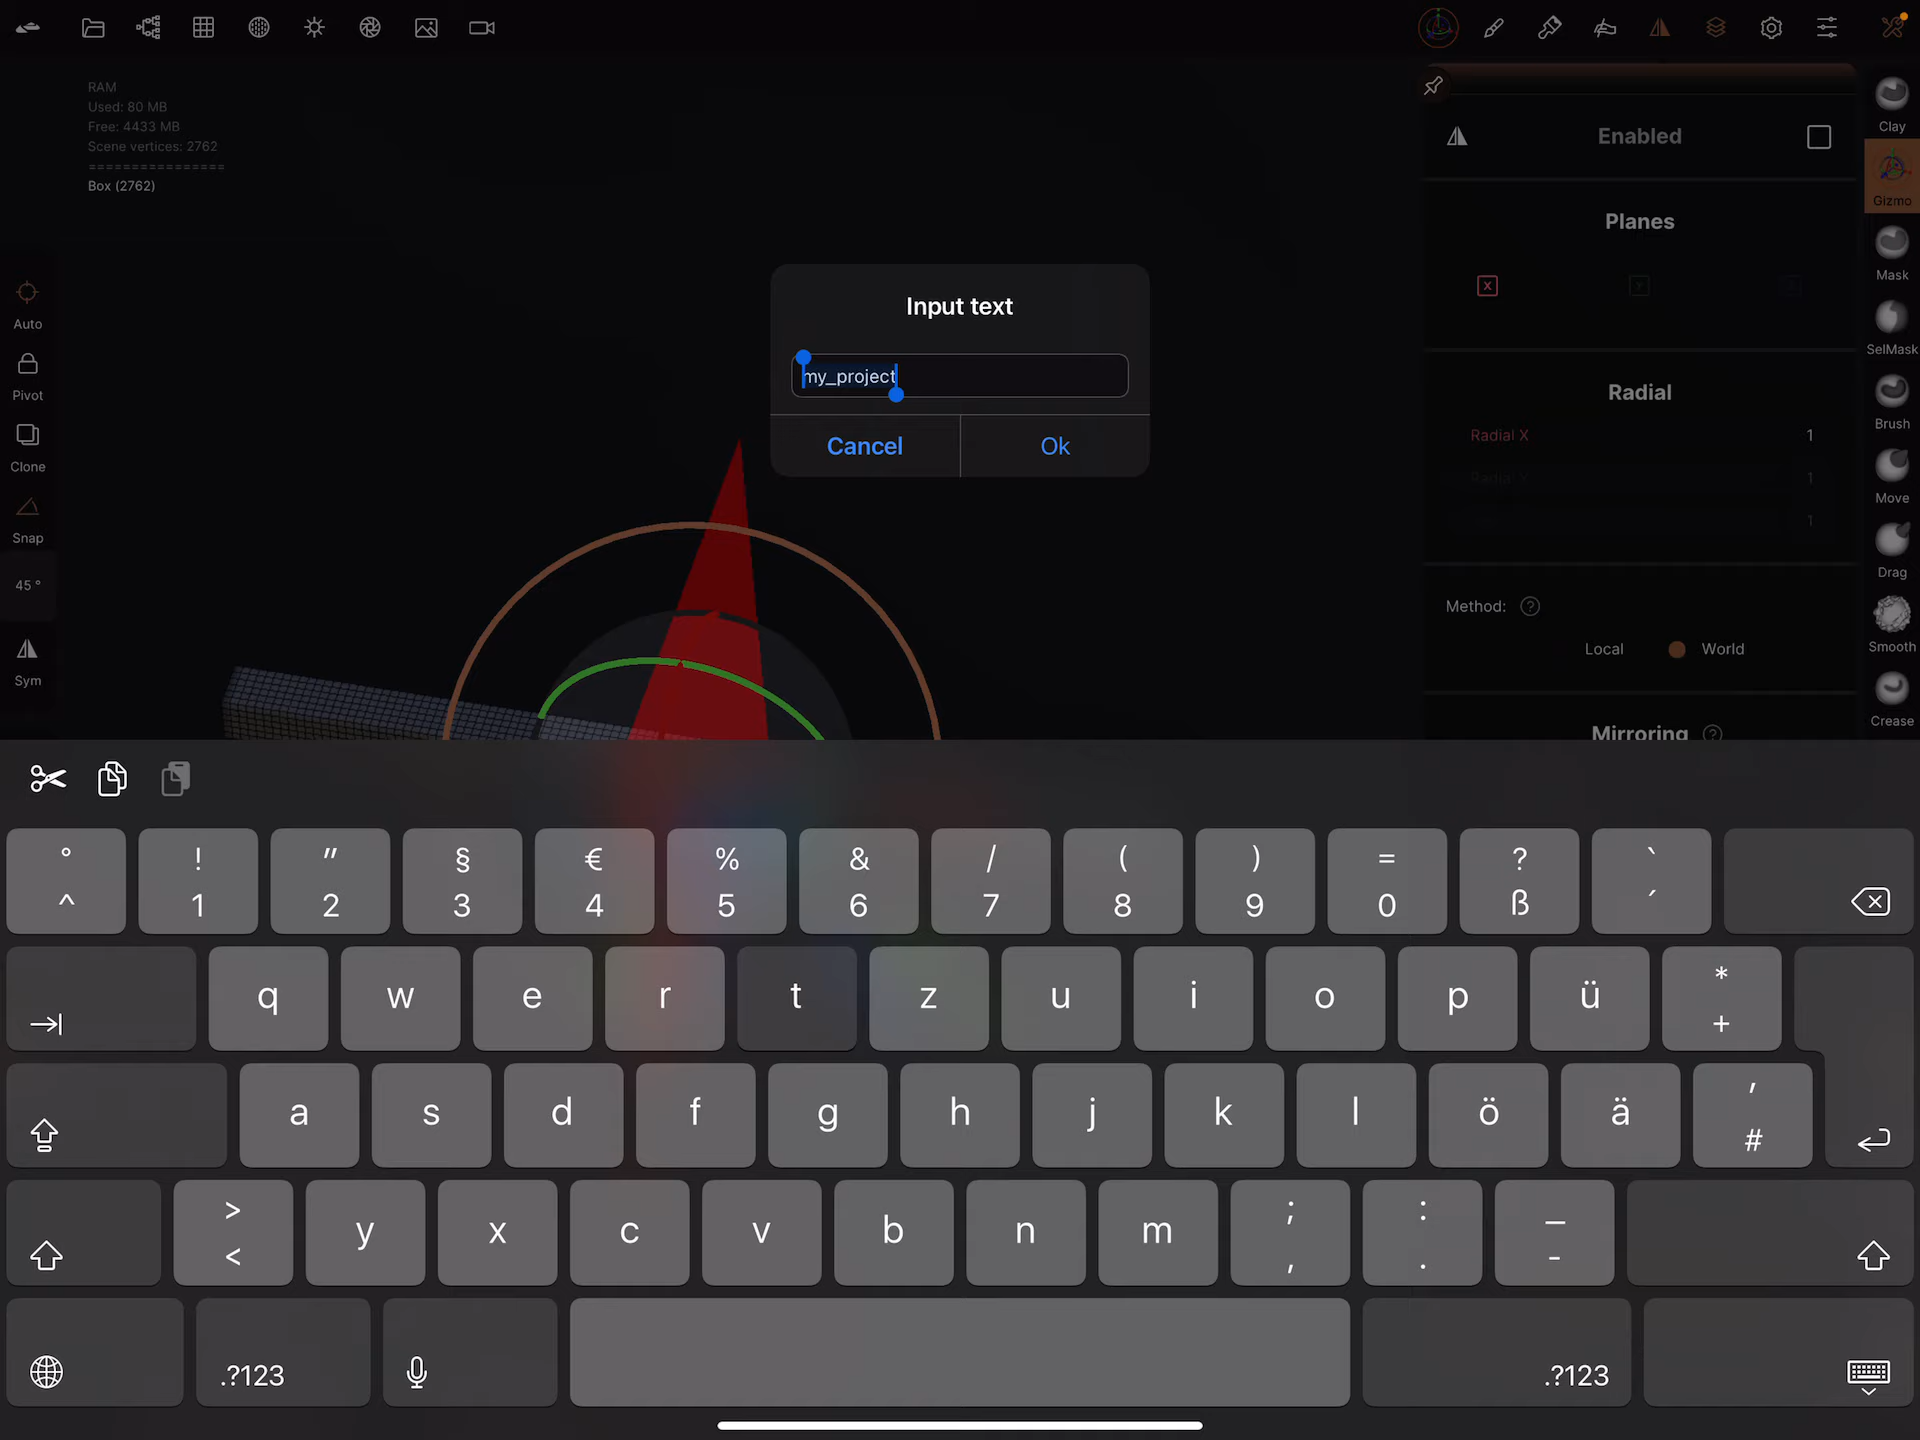 RAM
Used: 80 MB
Free: 4433 MB
Scene vertices: 2762
================
Box (2762)
Auto
Pivot
Clone
Snap
45 °
Sym
Input text
my_project
Cancel
Ok
Enabled
Planes
X
Y
Radial
Radial X 1
Radial Y 1
1
Method: ?
Local
World
Mirroring ?
Clay
Gizmo
Mask
SelMask
Brush
Move
Drag
Smooth
Crease
° ! " § € % & / ( ) = ? `
^ 1 2 3 4 5 6 7 8 9 0 ß ´
q w e r t z u i o p ü * +
a s d f g h j k l ö ä ' #
> < y x c v b n m ; , : . _ -
.?123
.?123